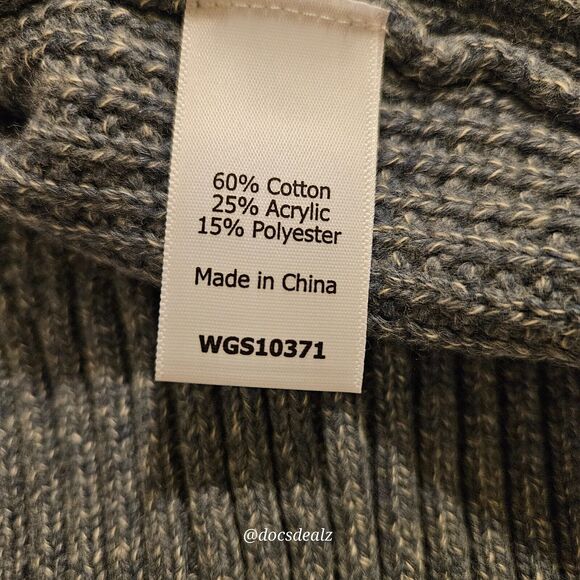 60% Cotton
25% Acrylic
15% Polyester
Made in China
WGS10371
@docsdealz